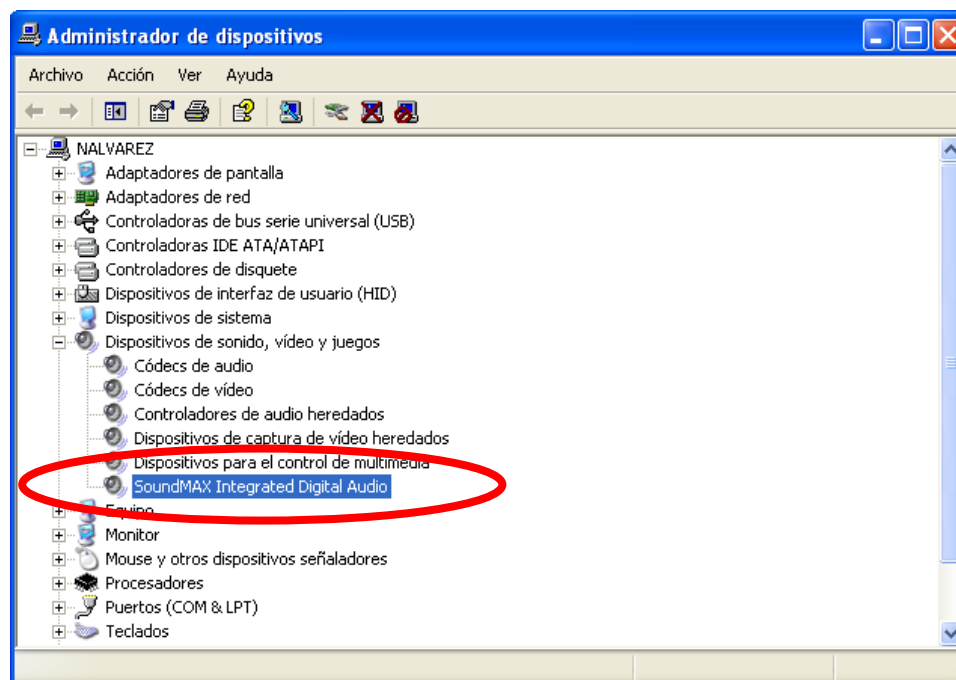 Administrador de dispositivos
Archivo Acción Ver Ayuda
NALVAREZ
Adaptadores de pantalla
Adaptadores de red
Controladoras de bus serie universal (USB)
Controladoras IDE ATA/ATAPI
Controladores de disquete
Dispositivos de interfaz de usuario (HID)
Dispositivos de sistema
Dispositivos de sonido, vídeo y juegos
Códecs de audio
Códecs de vídeo
Controladores de audio heredados
Dispositivos de captura de vídeo heredados
Dispositivos para el control de multimedia
SoundMAX Integrated Digital Audio
Equipo
Monitor
Mouse y otros dispositivos señaladores
Procesadores
Puertos (COM & LPT)
Teclados